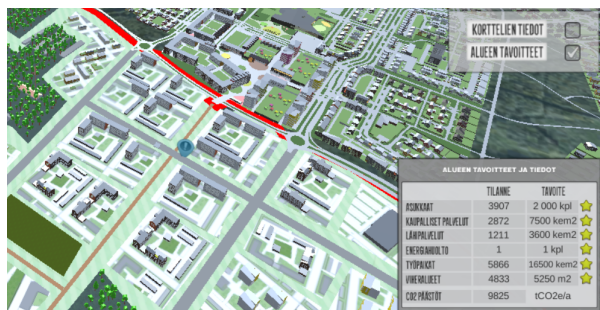 KORTTELIEN TIEDOT
ALUEEN TAVOITTEET
ALUEEN TAVOITTEET JA TIEDOT
TILANNE TAVOITE
ASUKKAAT 3907 2 000 kpl
KAUPALLISET PALVELUT 2872 7500 kem2
LÄHIPALVELUT 1211 3600 kem2
ENERGIAHUOLTO 1 1 kpl
TYÖPAIKAT 5866 16500 kem2
VIHERALUEET 4833 5250 m2
CO2 PÄÄSTÖT 9825 tCO2e/a